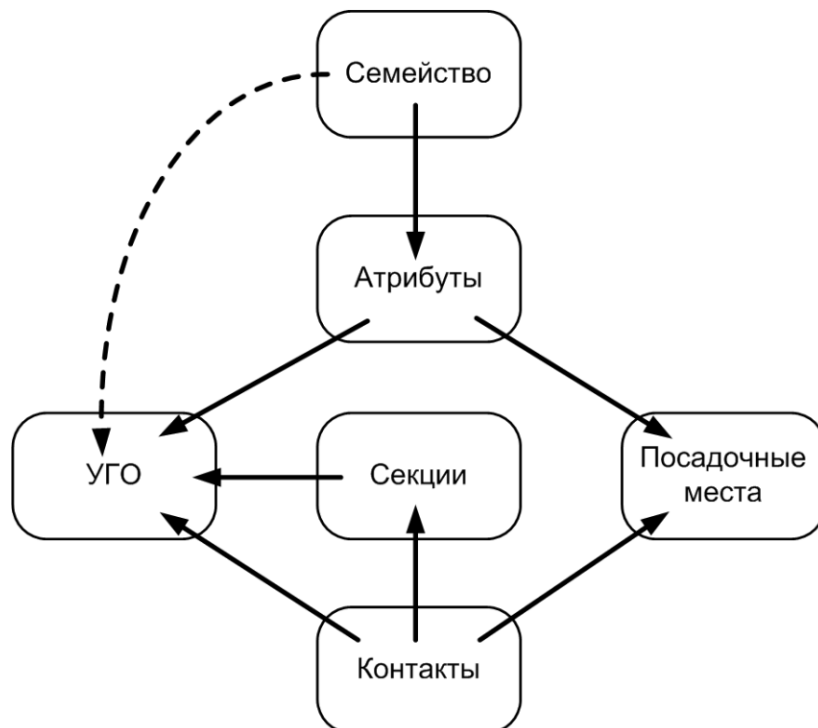 Семейство
Атрибуты
УГО
Секции
Посадочные
места
Контакты